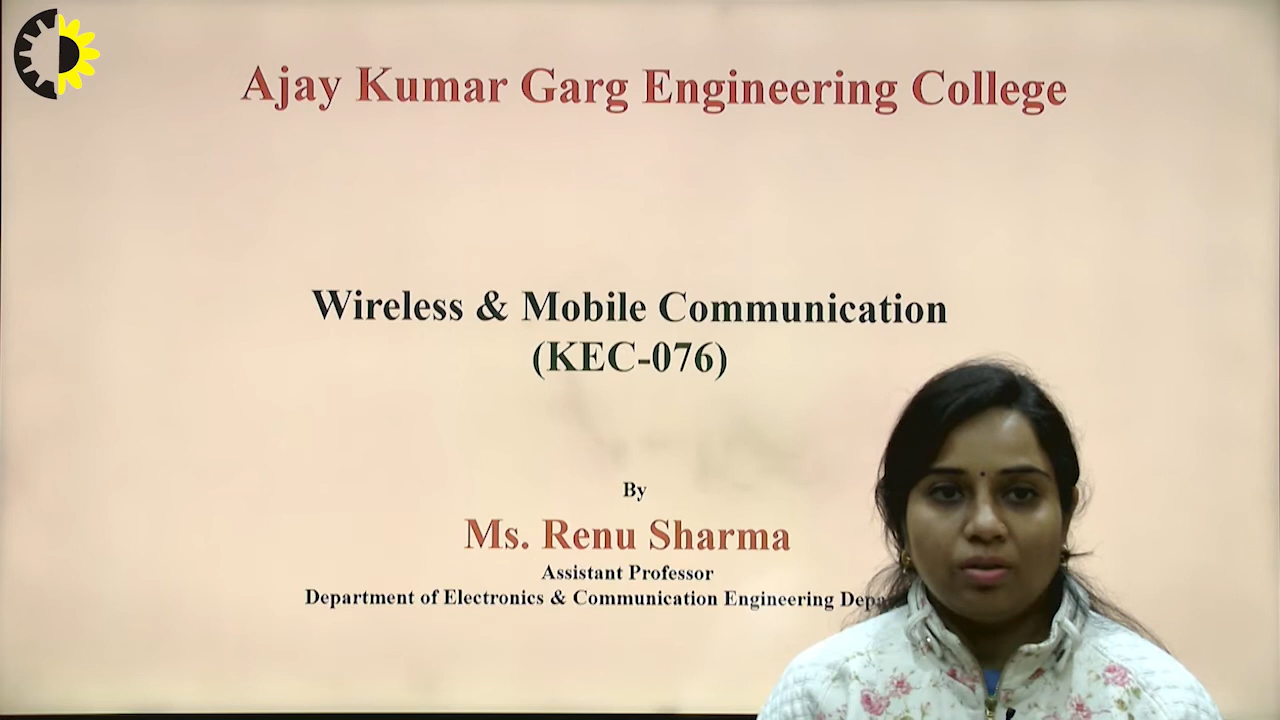 Ajay Kumar Garg Engineering College
Wireless & Mobile Communication
(KEC-076)
By
Ms. Renu Sharma
Assistant Professor
Department of Electronics & Communication Engineering